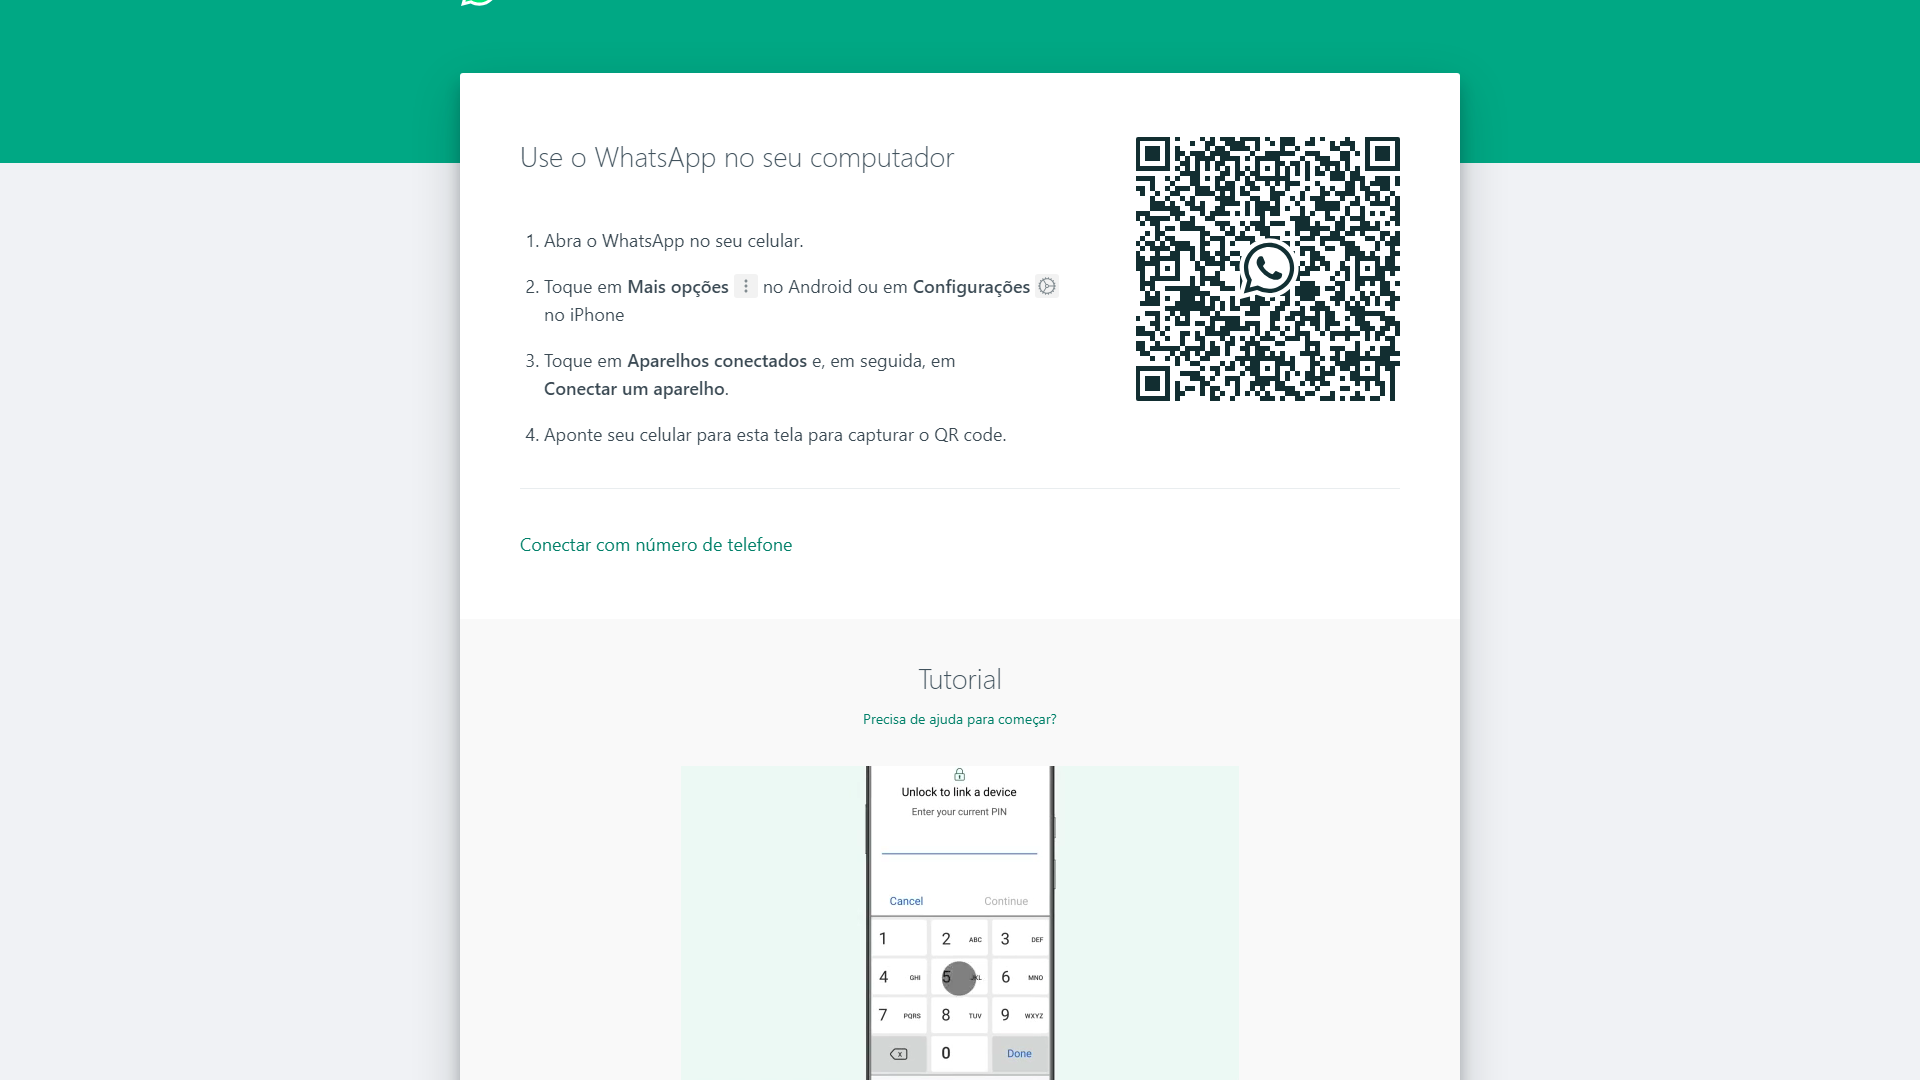 Use o WhatsApp no seu computador
1. Abra o WhatsApp no seu celular.
2. Toque em Mais opções no Android ou em Configurações
no iPhone
3. Toque em Aparelhos conectados e, em seguida, em
Conectar um aparelho.
4. Aponte seu celular para esta tela para capturar o QR code.
Conectar com número de telefone
Tutorial
Precisa de ajuda para começar?
Unlock to link a device
Enter your current PIN
Cancel Continue
1 2 ABC 3 DEF
4 GHI 5 JKL 6 MNO
7 PQRS 8 TUV 9 WXYZ
0 Done